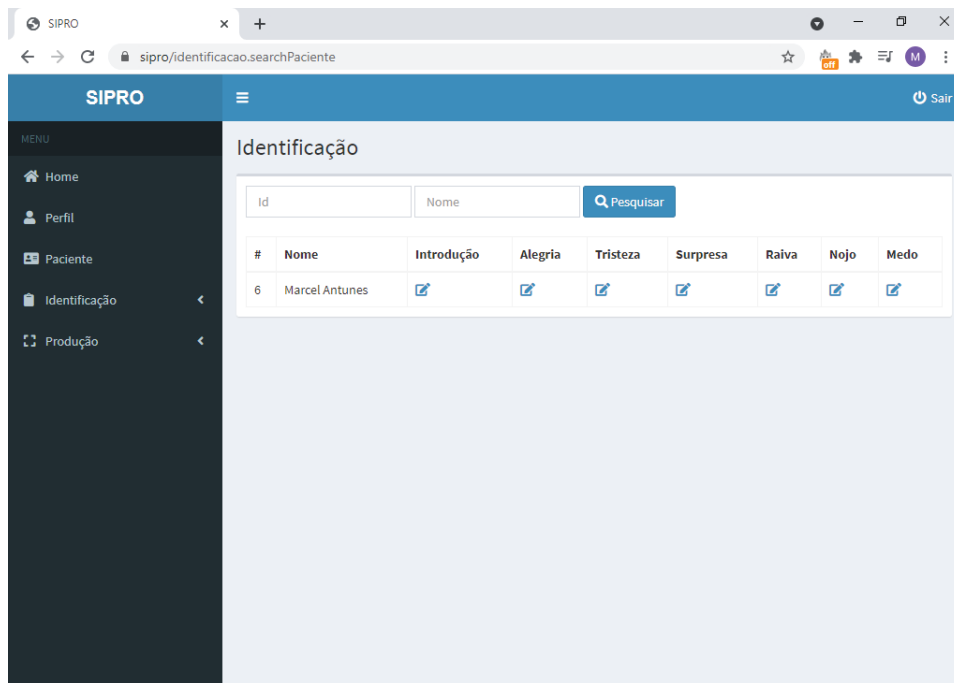 SIPRO
sipro/identificacao.searchPaciente
off
M
SIPRO
Sair
MENU
Home
Perfil
Paciente
Identificação
Produção
Identificação
Id Nome Pesquisar
# Nome Introdução Alegria Tristeza Surpresa Raiva Nojo Medo
6 Marcel Antunes